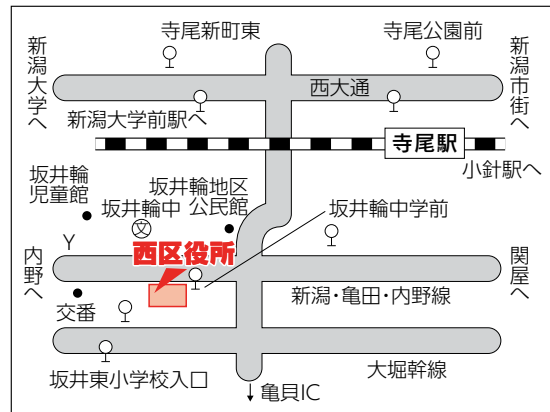 寺尾新町東
寺尾公園前
新潟大学へ
新潟市街へ
西大通
新潟大学前駅へ
寺尾駅
小針駅へ
坂井輪
児童館
坂井輪地区
公民館
坂井輪中
文
坂井輪中学前
Y
西区役所
内野へ
関屋へ
新潟・亀田・内野線
交番
大堀幹線
坂井東小学校入口
↓亀貝IC